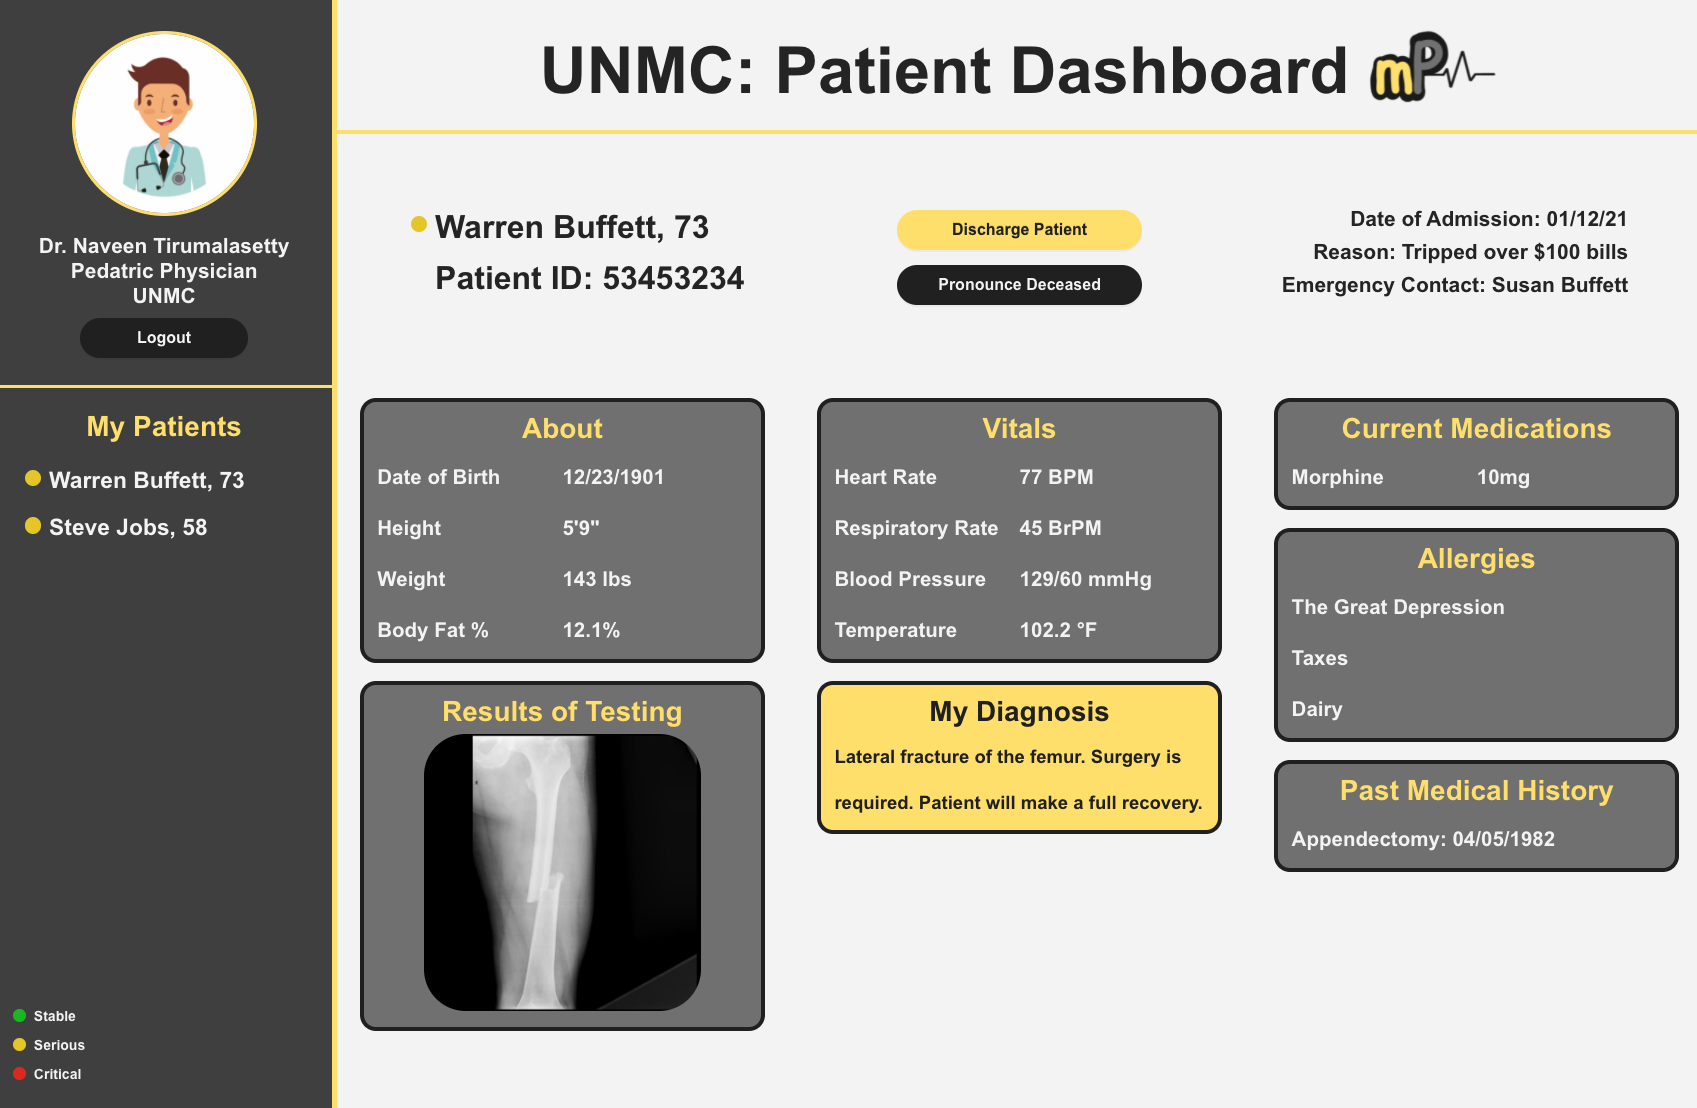 UNMC: Patient Dashboard
mP
Dr. Naveen Tirumalasetty
Pedatric Physician
UNMC
Logout
My Patients
Warren Buffett, 73
Steve Jobs, 58
Stable
Serious
Critical
Warren Buffett, 73
Patient ID: 53453234
Discharge Patient
Pronounce Deceased
Date of Admission: 01/12/21
Reason: Tripped over $100 bills
Emergency Contact: Susan Buffett
About
Date of Birth 12/23/1901
Height 5'9"
Weight 143 lbs
Body Fat % 12.1%
Results of Testing
Vitals
Heart Rate 77 BPM
Respiratory Rate 45 BrPM
Blood Pressure 129/60 mmHg
Temperature 102.2 °F
My Diagnosis
Lateral fracture of the femur. Surgery is
required. Patient will make a full recovery.
Current Medications
Morphine 10mg
Allergies
The Great Depression
Taxes
Dairy
Past Medical History
Appendectomy: 04/05/1982